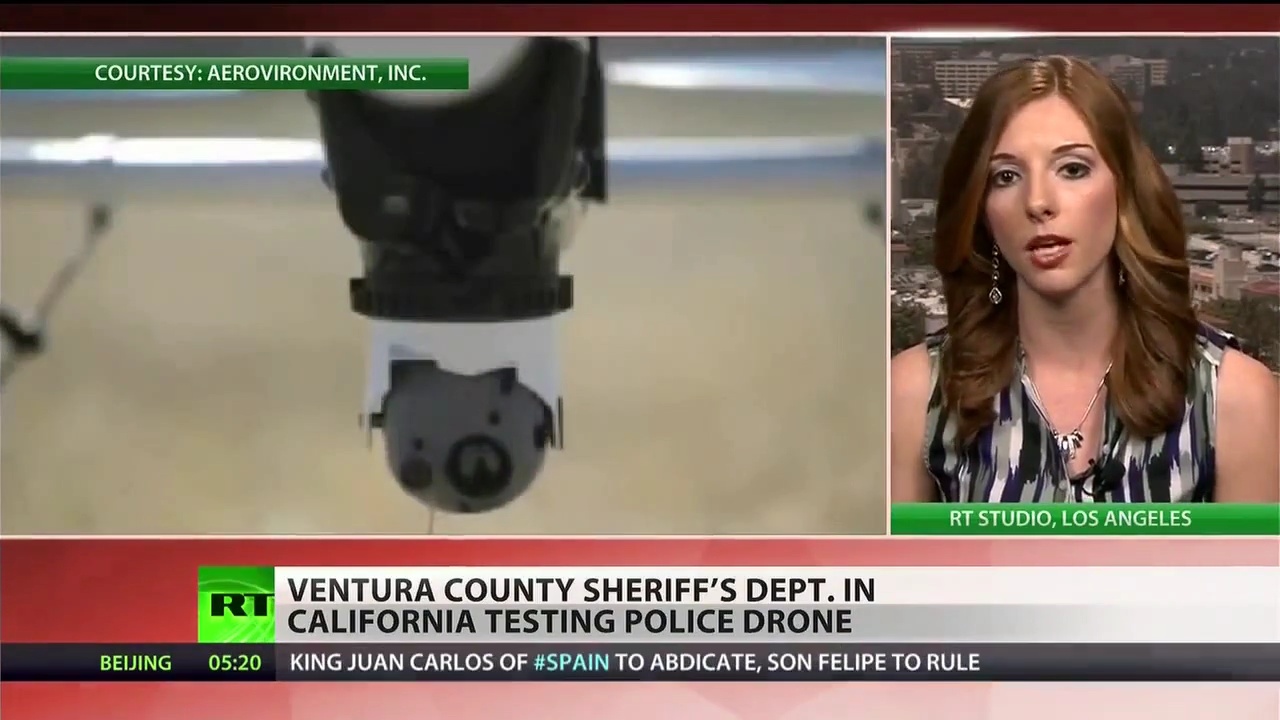 COURTESY: AEROVIRONMENT, INC.
RT STUDIO, LOS ANGELES
RT
VENTURA COUNTY SHERIFF'S DEPT. IN
CALIFORNIA TESTING POLICE DRONE
BEIJING 05:20 KING JUAN CARLOS OF #SPAIN TO ABDICATE, SON FELIPE TO RULE